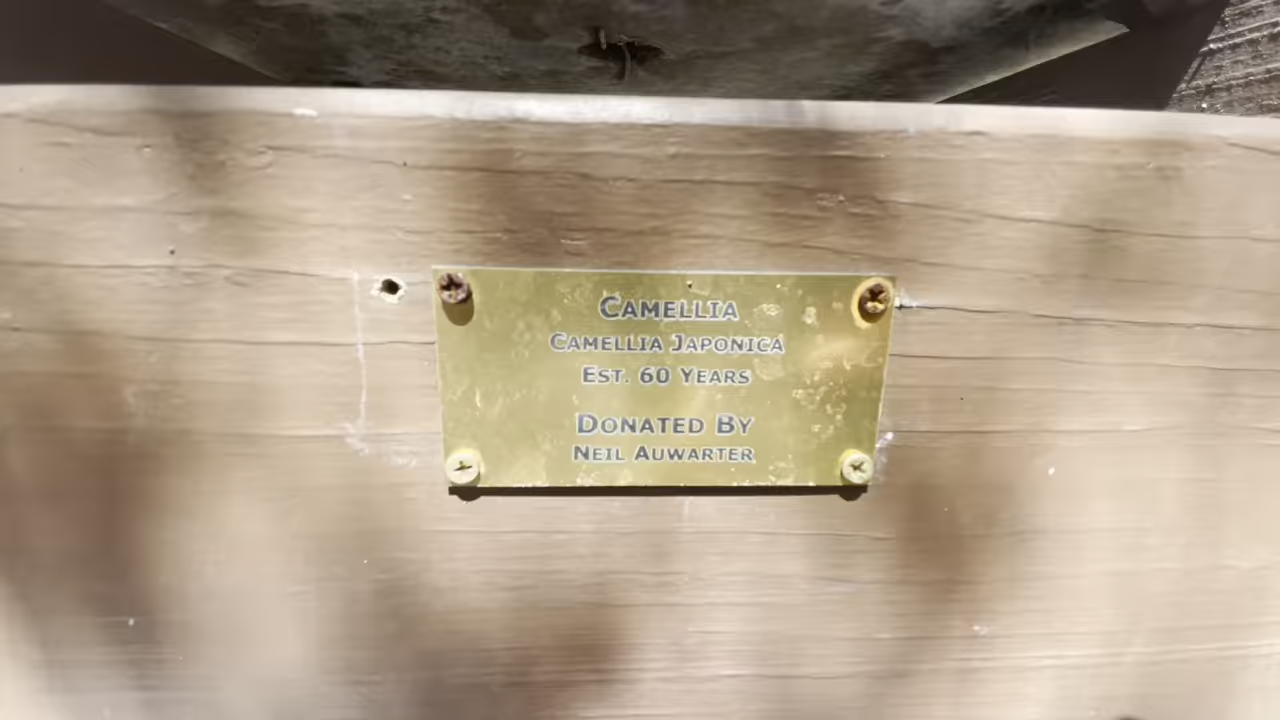 CAMELLIA
CAMELLIA JAPONICA
EST. 60 YEARS
DONATED BY
NEIL AUWARTER